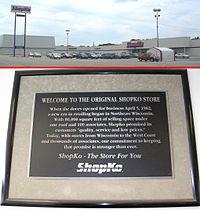 ShopKo
WELCOME TO THE ORIGINAL SHOPKO STORE
When the doors opened for business April 5, 1962,
a new era in retailing began in Northeast Wisconsin.
With 80,000 square feet of selling space under
one roof and 100 associates, Shopko promised its
customers "quality, service and low prices."
Today, with stores from Wisconsin to the West Coast
and thousands of associates, our commitment to keeping
that promise is stronger than ever.
ShopKo - The Store For You
ShopKo